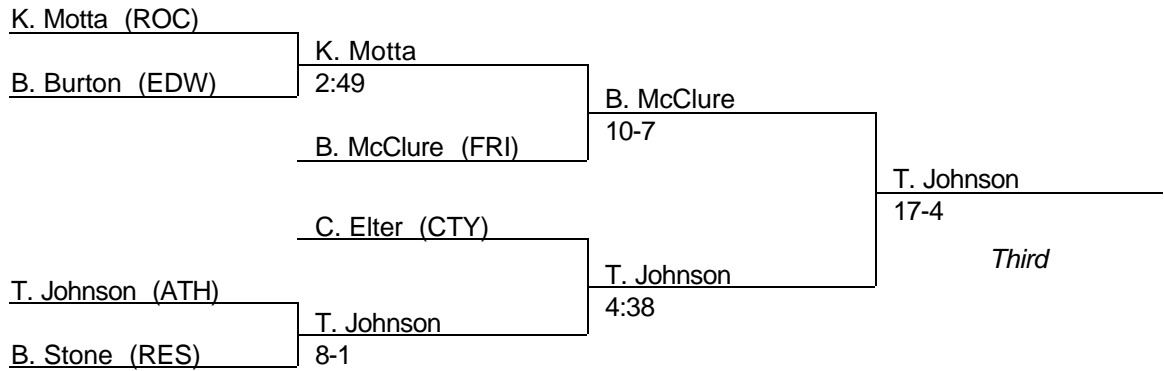 K. Motta (ROC)
K. Motta
B. Burton (EDW)
2:49
B. McClure
10-7
B. McClure (FRI)
T. Johnson
17-4
C. Elter (CTY)
Third
T. Johnson (ATH)
T. Johnson
4:38
T. Johnson
B. Stone (RES)
8-1